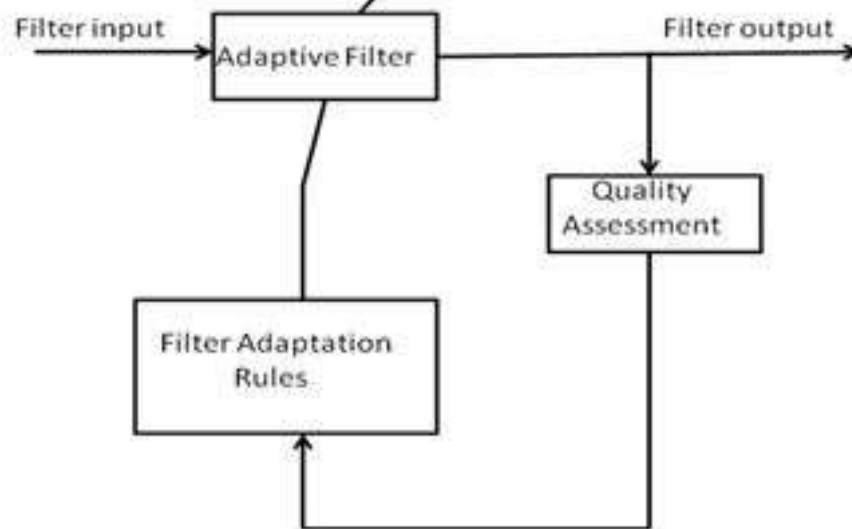 Filter input
Adaptive Filter
Filter output
Quality
Assessment
Filter Adaptation
Rules